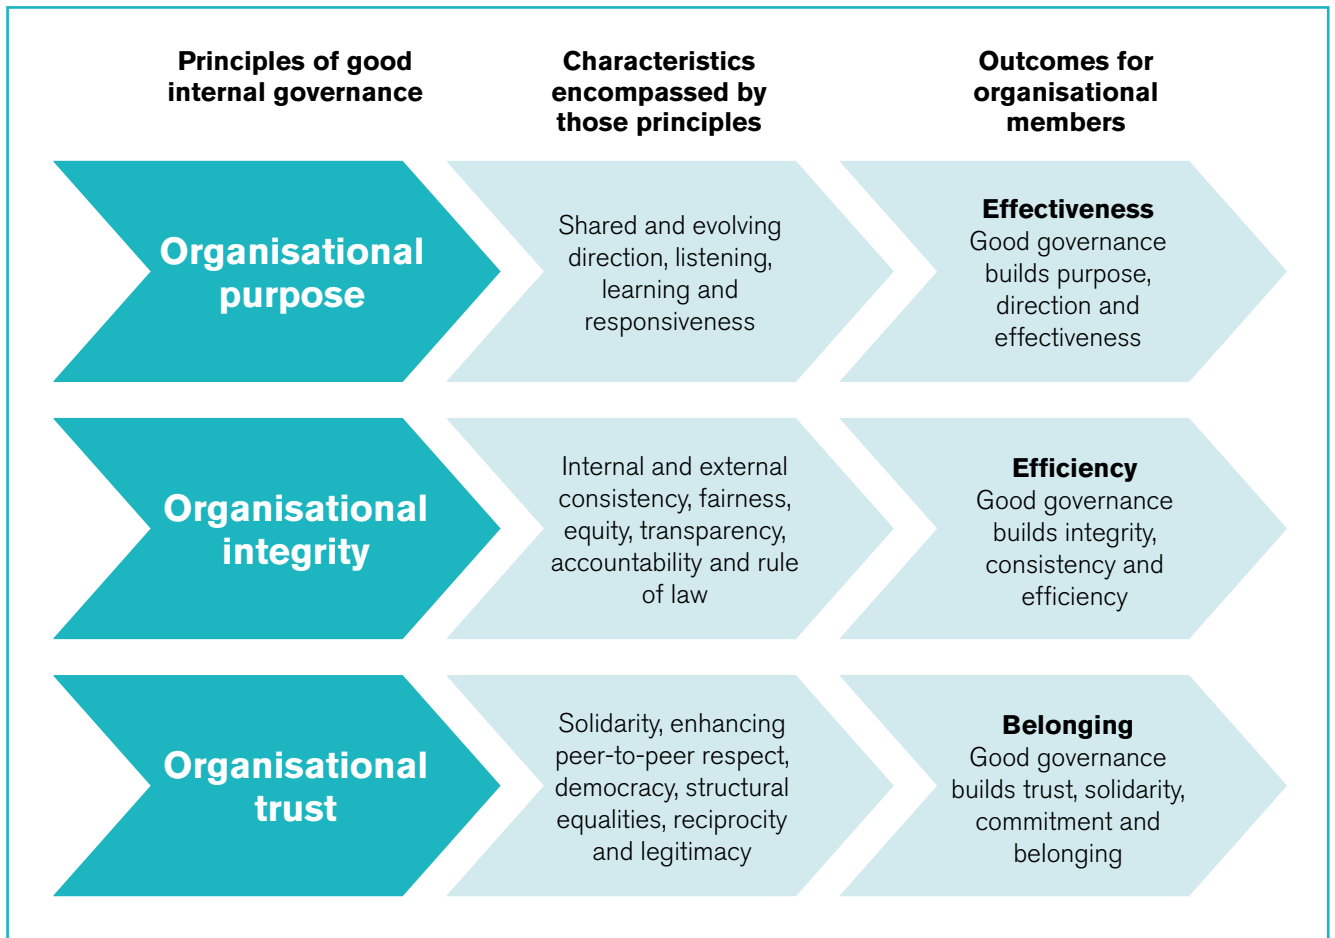 Principles of good
internal governance
Characteristics
encompassed by
those principles
Outcomes for
organisational
members
Organisational
purpose
Shared and evolving
direction, listening,
learning and
responsiveness
Effectiveness
Good governance
builds purpose,
direction and
effectiveness
Organisational
integrity
Internal and external
consistency, fairness,
equity, transparency,
accountability and rule
of law
Efficiency
Good governance
builds integrity,
consistency and
efficiency
Organisational
trust
Solidarity, enhancing
peer-to-peer respect,
democracy, structural
equalities, reciprocity
and legitimacy
Belonging
Good governance
builds trust, solidarity,
commitment and
belonging